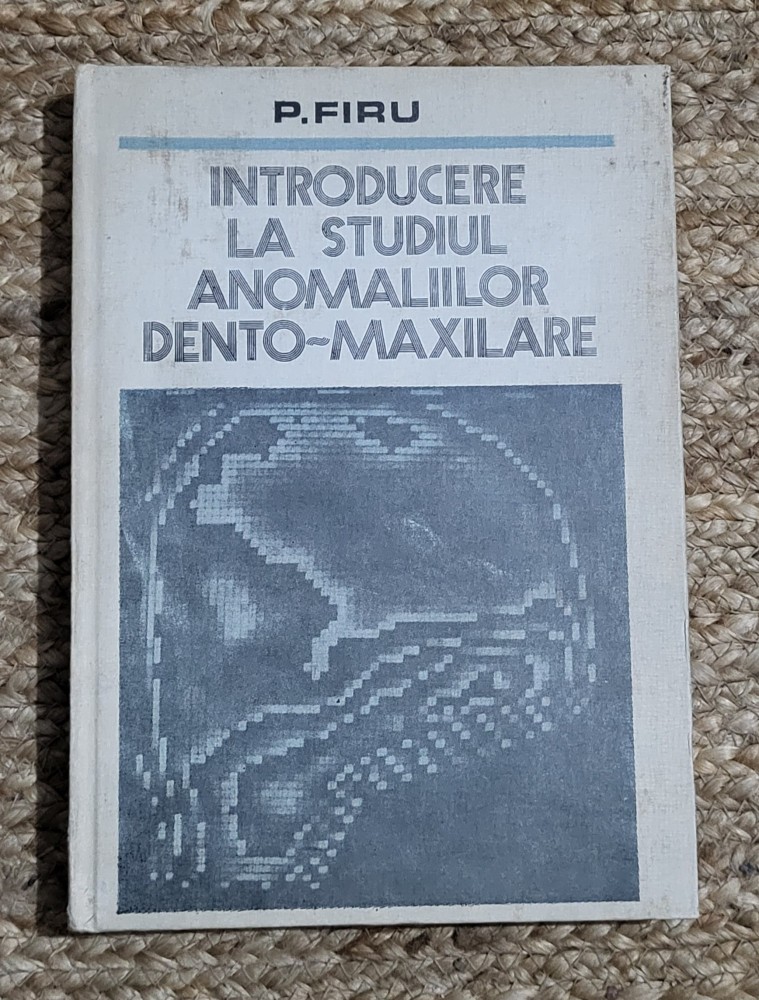 P.FIRU
INTRODUCERE
LA STUDIUL
ANOMALIILOR
DENTO~MAXILARE